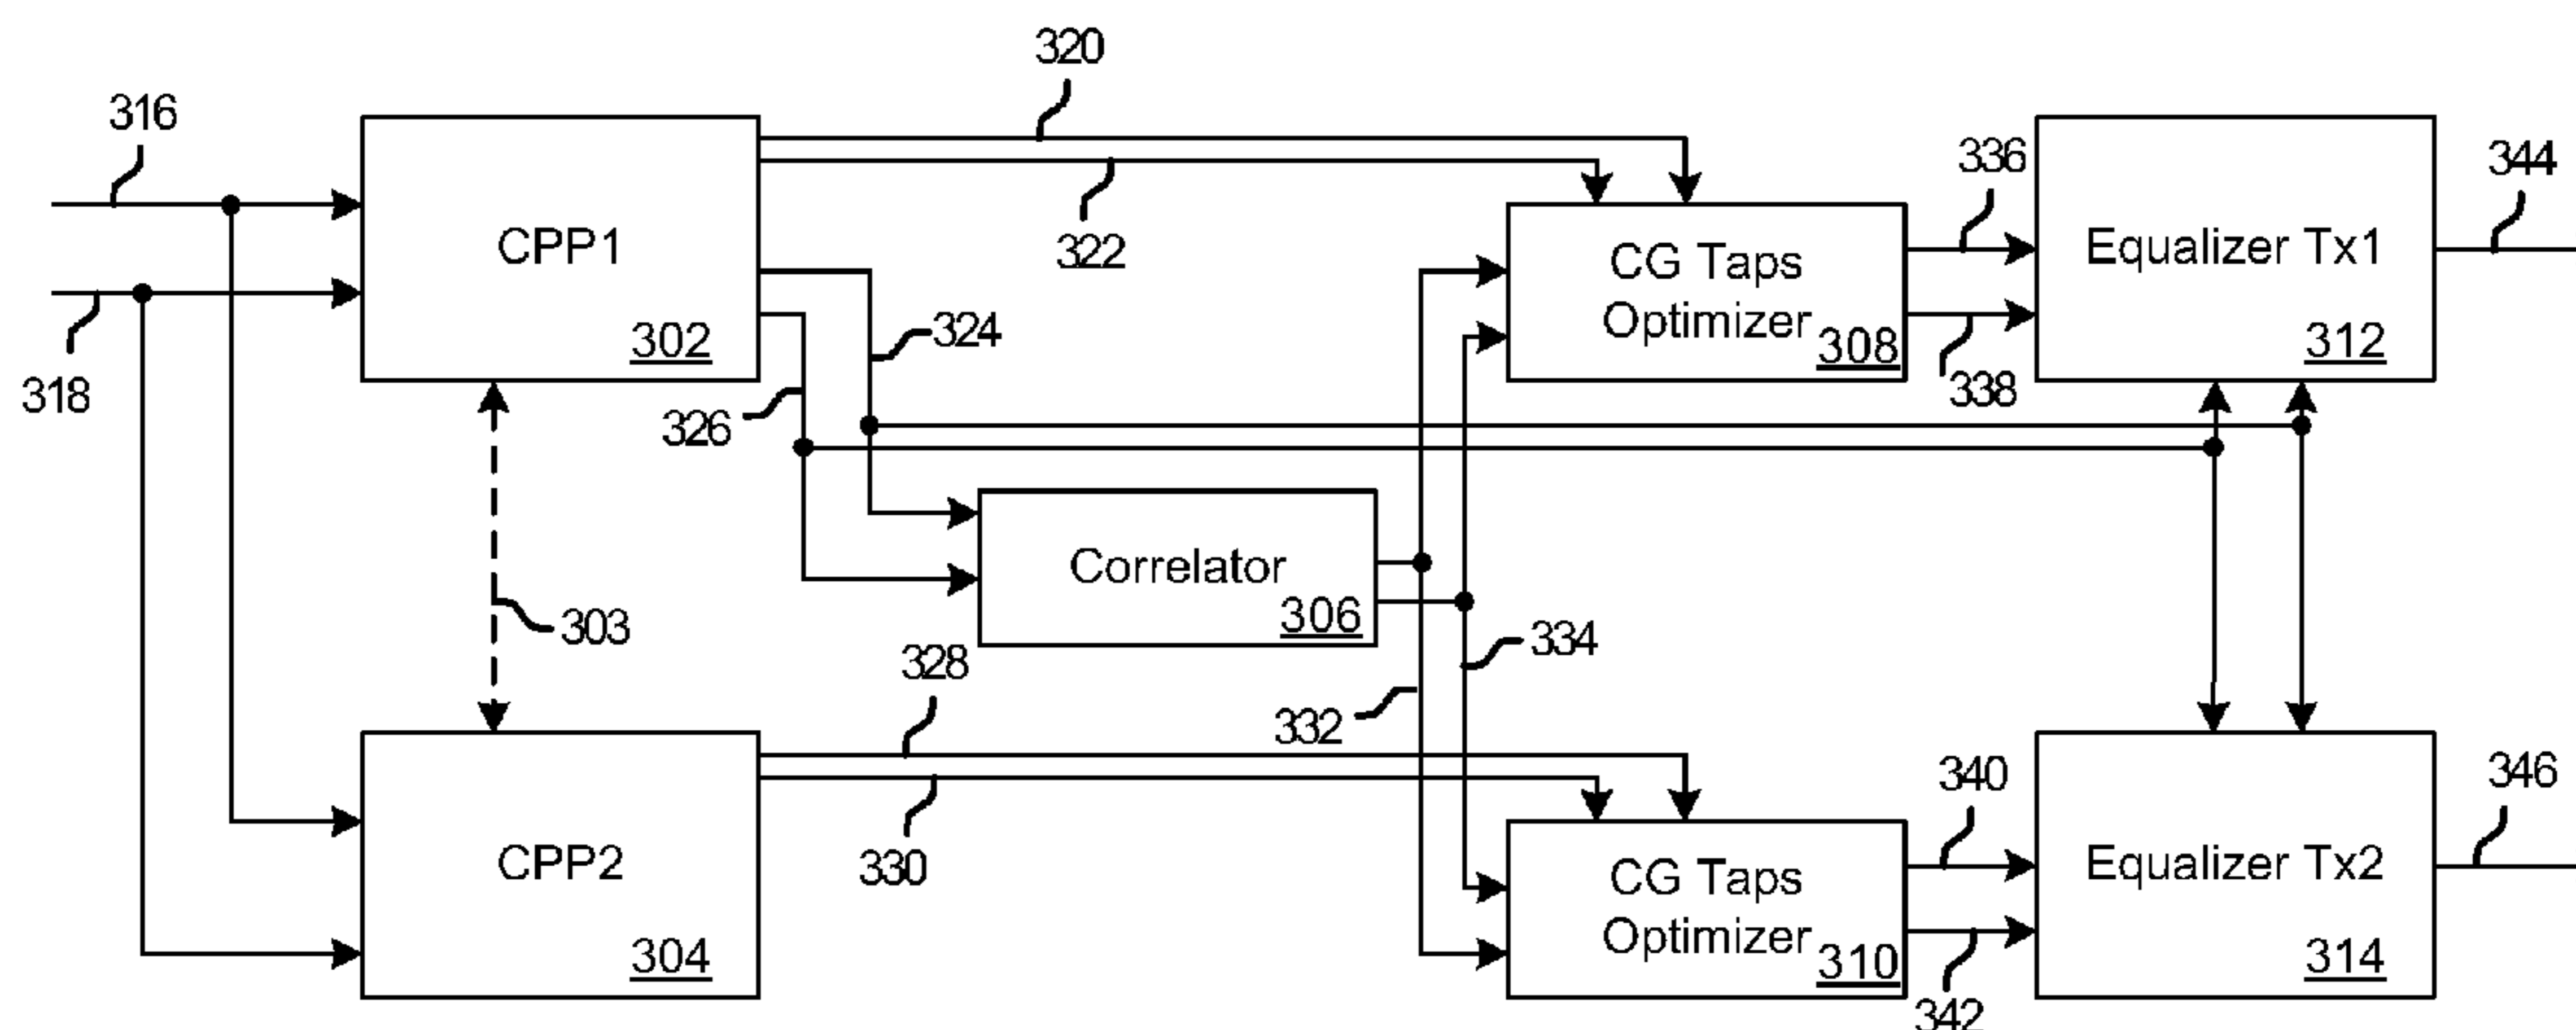 320
316
336
344
CPP1
322
CG Taps
Optimizer
308
Equalizer Tx1
302
324
312
318
326
338
Correlator
306
303
334
328
332
340
346
CPP2
330
CG Taps
Optimizer
310
Equalizer Tx2
304
314
342